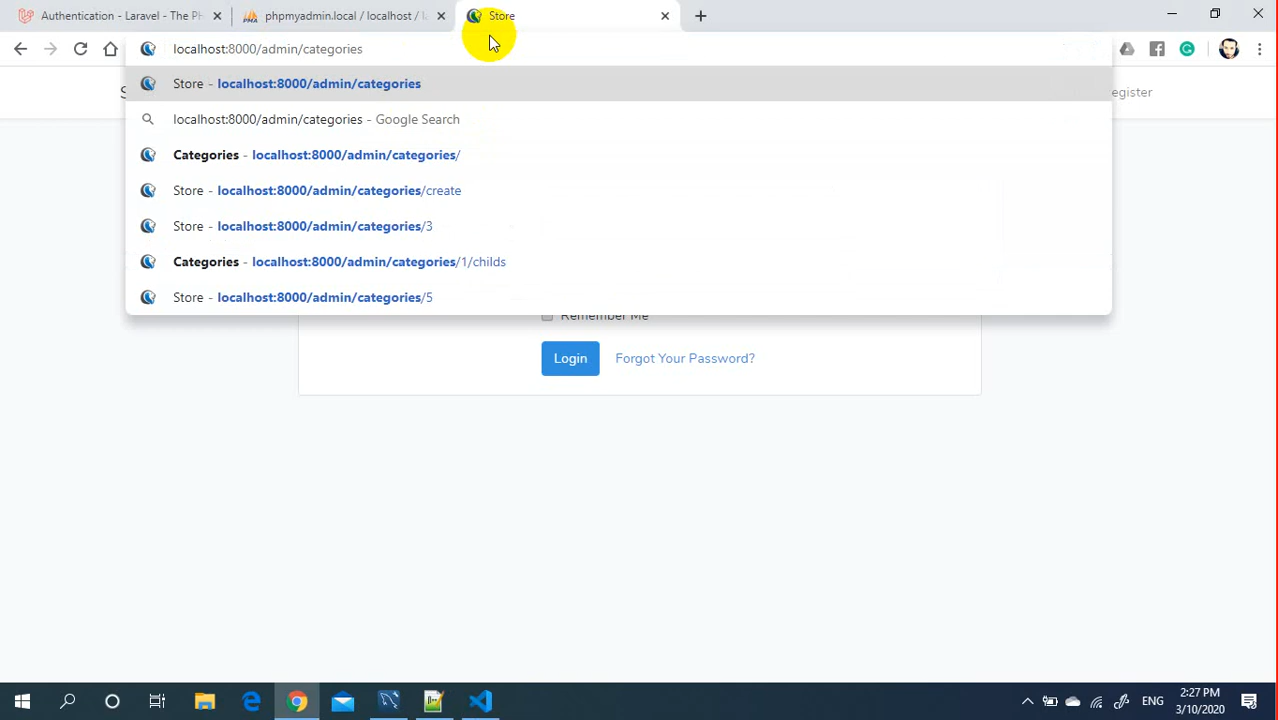 Authentication - Laravel - The Ph
phpmyadmin.local / localhost / la
Store
localhost:8000/admin/categories
Store - localhost:8000/admin/categories
localhost:8000/admin/categories - Google Search
Categories - localhost:8000/admin/categories/
Store - localhost:8000/admin/categories/create
Store - localhost:8000/admin/categories/3
Categories - localhost:8000/admin/categories/1/childs
Store - localhost:8000/admin/categories/5
S
egister
Remember Me
Login
Forgot Your Password?
ENG
2:27 PM
3/10/2020